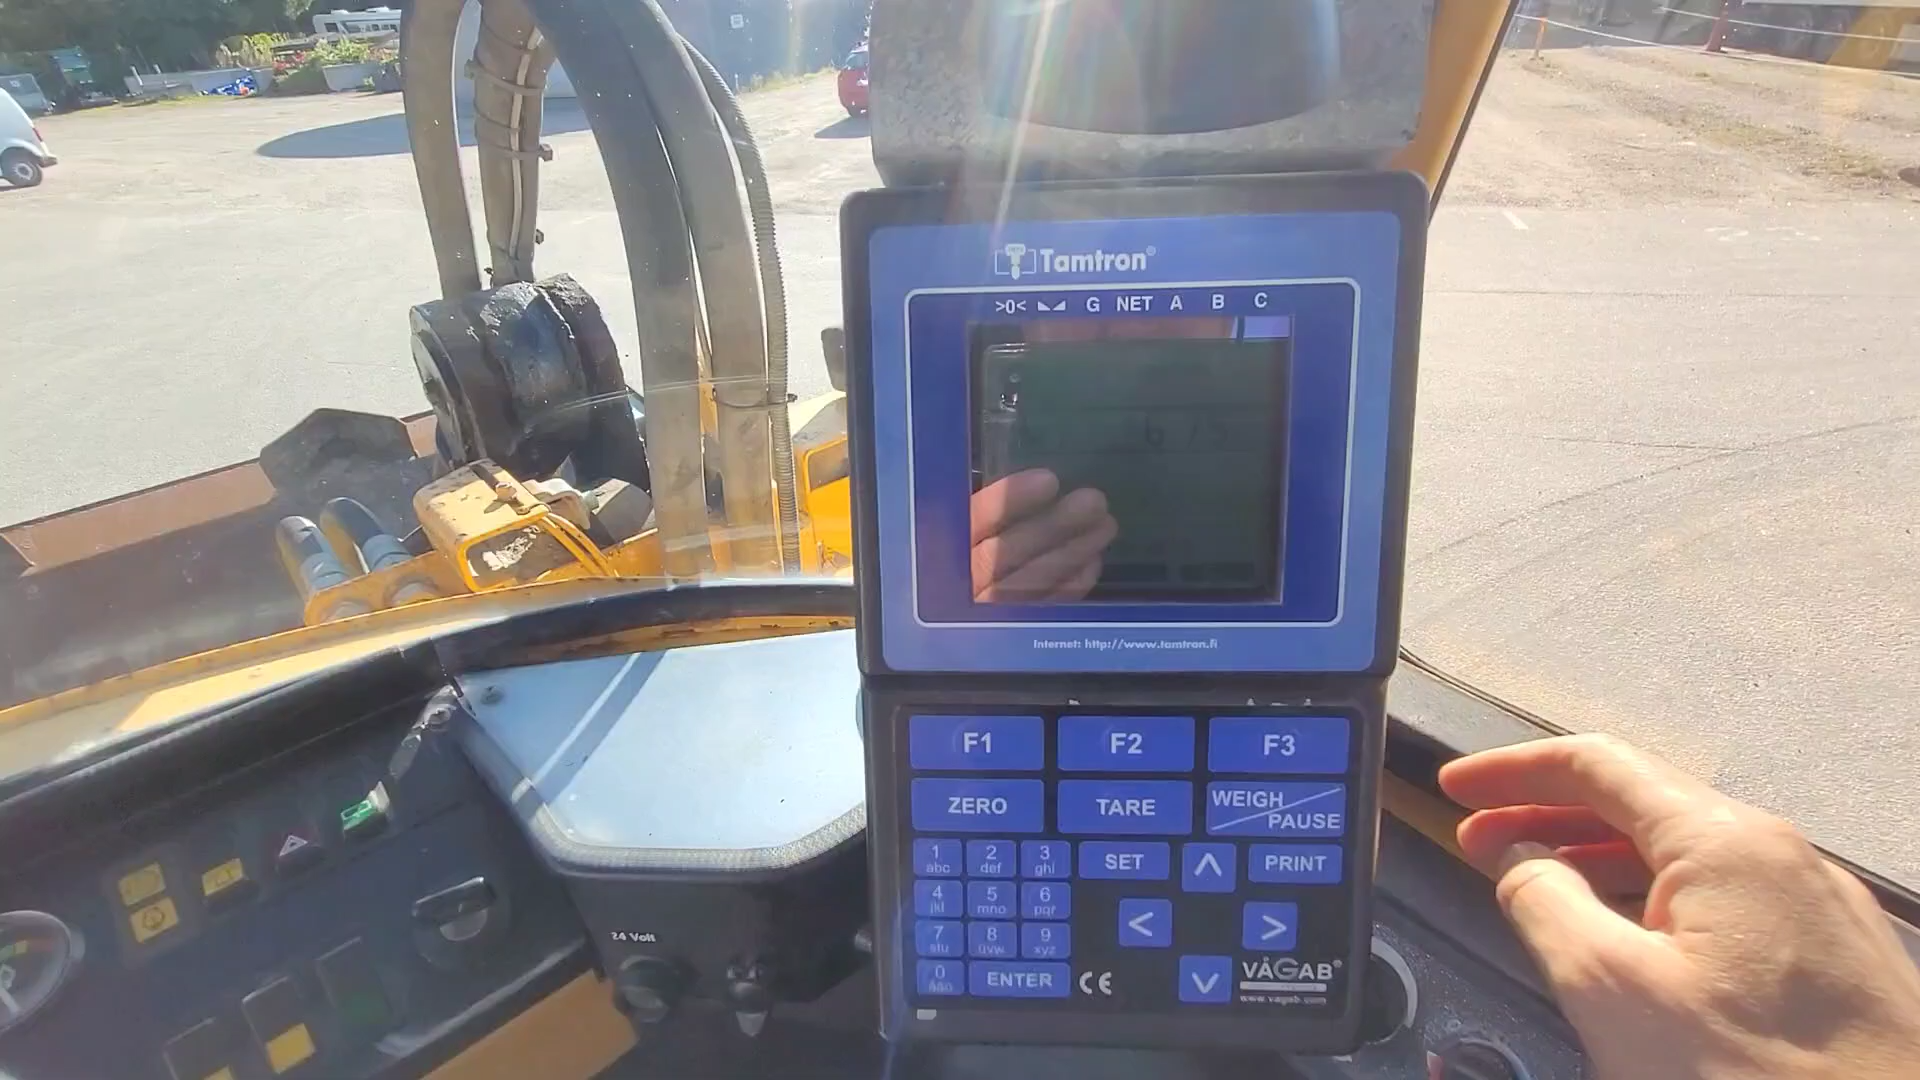 Tamtron®
>0< G NET A B C
Internet: http://www.tamtron.fi
F1 F2 F3
ZERO TARE WEIGH/PAUSE
1 abc 2 def 3 ghi SET PRINT
4 jkl 5 mno 6 pqr < >
7 stu 8 üvw 9 xyz
0 åäö ENTER CE
VÅGAB®
www.vagab.com
24 Volt